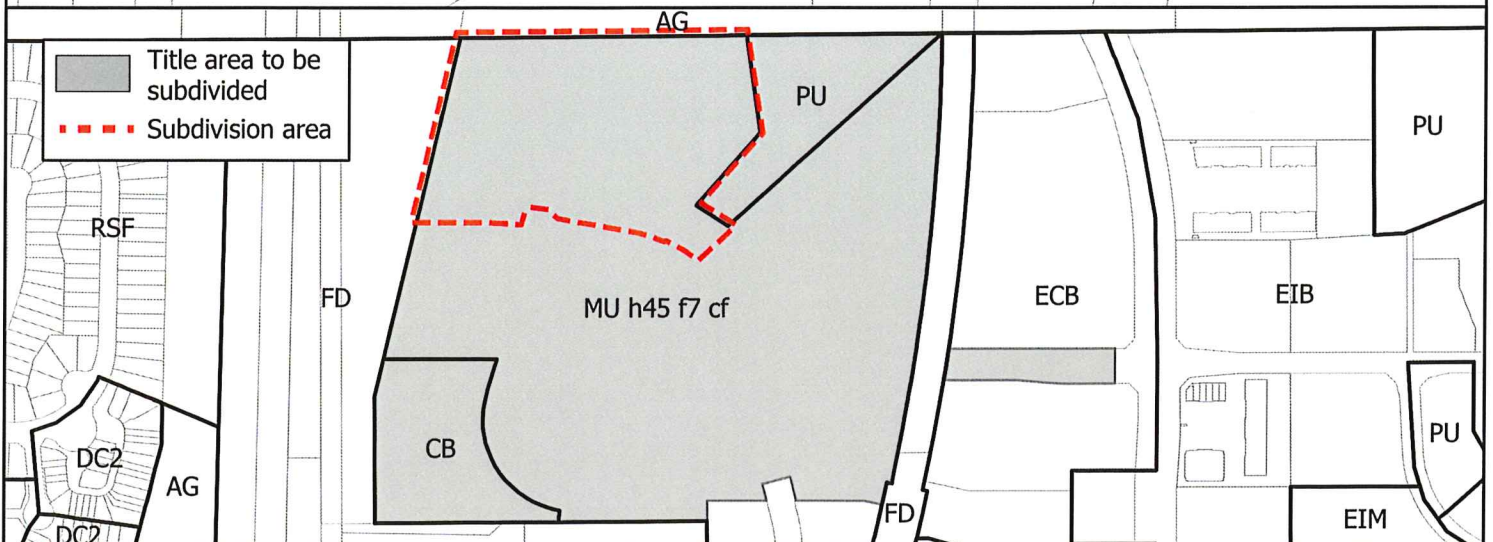 AG
Title area to be
subdivided
Subdivision area
PU
PU
RSF
FD
MU h45 f7 cf
ECB
EIB
CB
PU
DC2
AG
FD
EIM
DC2